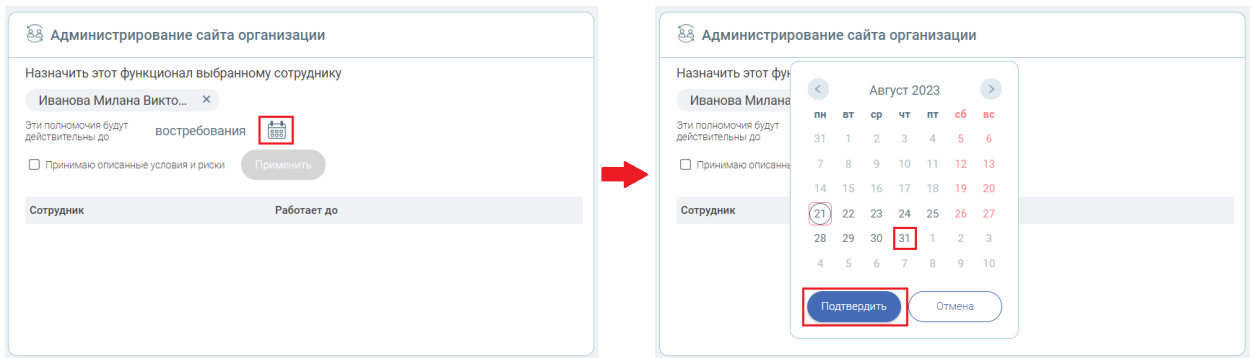 Администрирование сайта организации
Назначить этот функционал выбранному сотруднику
Иванова Милана Викто... ×
Эти полномочия будут
действительны до
востребования
Принимаю описанные условия и риски
Применить
Сотрудник Работает до
Администрирование сайта организации
Назначить этот фун
Иванова Милана
Эти полномочия будут
действительны до
Принимаю описанн
Сотрудник
< Август 2023 >
пн вт ср чт пт сб вс
31 1 2 3 4 5 6
7 8 9 10 11 12 13
14 15 16 17 18 19 20
21 22 23 24 25 26 27
28 29 30 31 1 2 3
4 5 6 7 8 9 10
Подтвердить Отмена